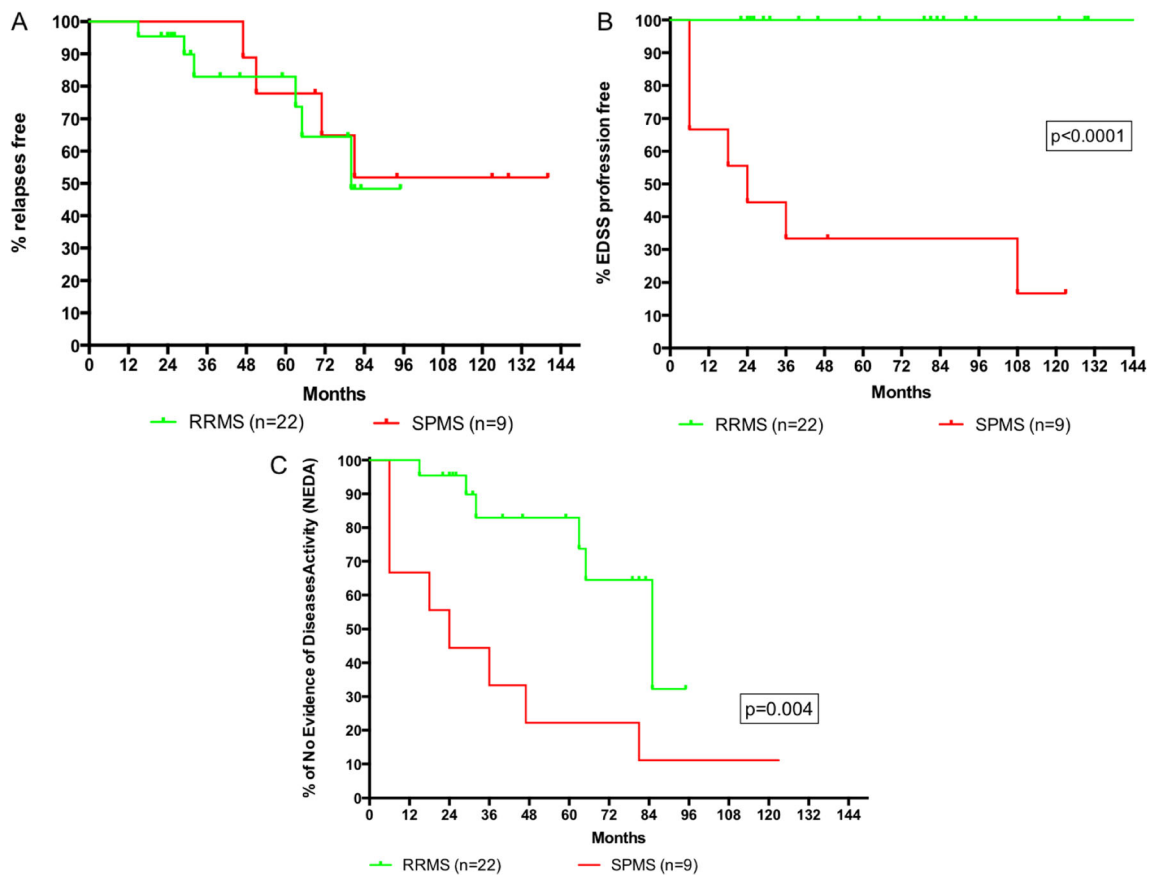 A
% relapses free
100
90
80
70
60
50
40
30
20
10
0
0 12 24 36 48 60 72 84 96 108 120 132 144
Months
RRMS (n=22) SPMS (n=9)
B
% EDSS profression free
100
90
80
70
60
50
40
30
20
10
0
p<0.0001
0 12 24 36 48 60 72 84 96 108 120 132 144
Months
RRMS (n=22) SPMS (n=9)
C
% of No Evidence of DiseasesActivity (NEDA)
100
90
80
70
60
50
40
30
20
10
0
p=0.004
0 12 24 36 48 60 72 84 96 108 120 132 144
Months
RRMS (n=22) SPMS (n=9)